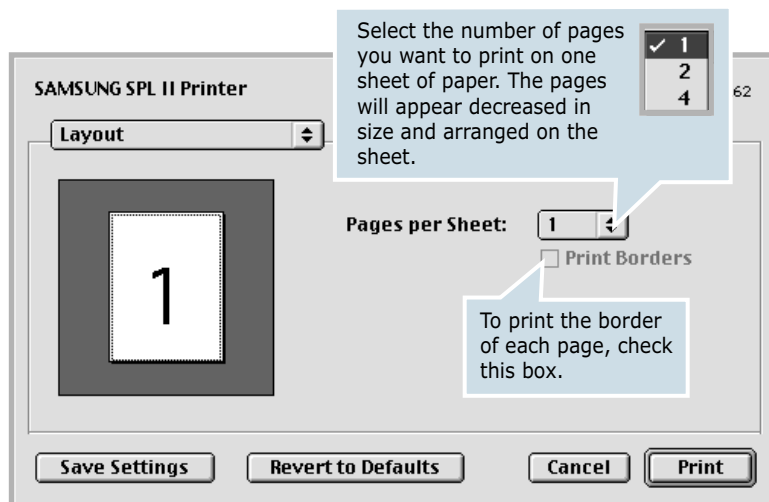 Select the number of pages
you want to print on one
sheet of paper. The pages
will appear decreased in
size and arranged on the
sheet.
✓ 1
2
4
SAMSUNG SPL II Printer
62
Layout
1
Pages per Sheet: 1
Print Borders
To print the border
of each page, check
this box.
Save Settings Revert to Defaults Cancel Print